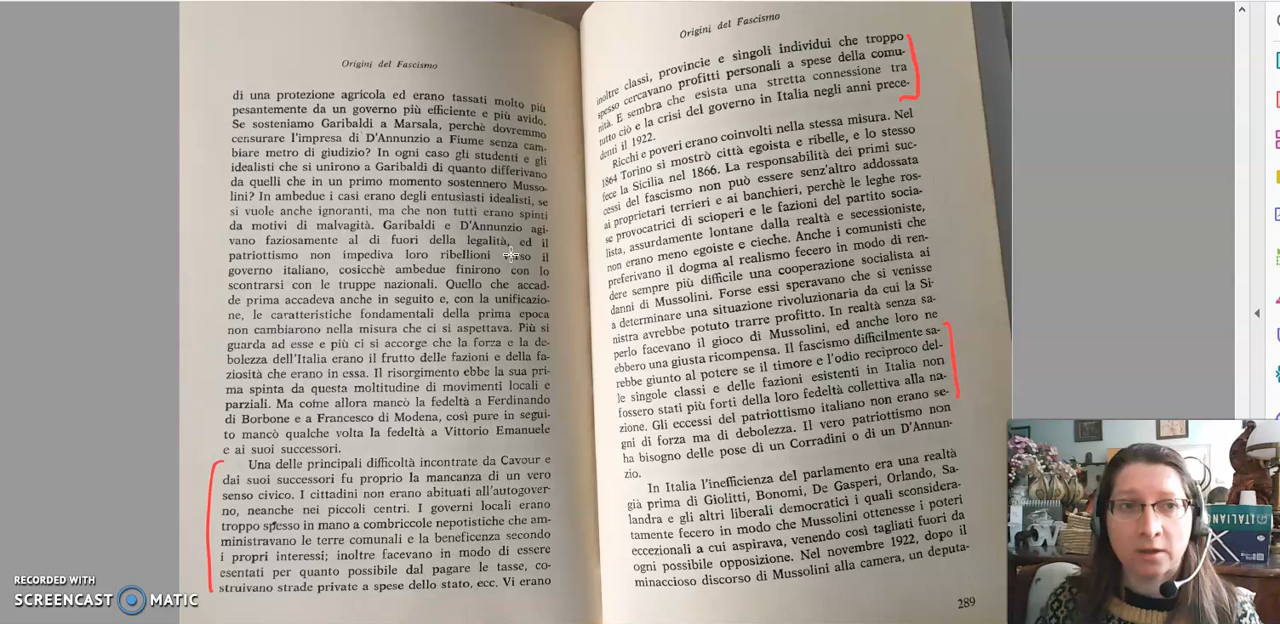 Origini del Fascismo
di una protezione agricola ed erano tassati molto più
pesantemente da un governo più efficiente e più avido.
Se sosteniamo Garibaldi a Marsala, perchè dovremmo
censurare l'impresa di D'Annunzio a Fiume senza cam-
biare metro di giudizio? In ogni caso gli studenti e gli
idealisti che si unirono a Garibaldi di quanto differivano
da quelli che in un primo momento sostennero Musso-
lini? In ambedue i casi erano degli entusiasti idealisti, se
si vuole anche ignoranti, ma che non tutti erano spinti
da motivi di malvagità. Garibaldi e D'Annunzio agi-
vano faziosamente al di fuori della legalità, ed il
patriottismo non impediva loro ribellioni il
governo italiano, cosicchè ambedue finirono con lo
scontrarsi con le truppe nazionali. Quello che accad-
de prima accadeva anche in seguito e, con la unificazio-
ne, le caratteristiche fondamentali della prima epoca
non cambiarono nella misura che ci si aspettava. Più si
guarda ad esse e più ci si accorge che la forza e la de-
bolezza dell'Italia erano il frutto delle fazioni e della fa-
ziosità che erano in essa. Il risorgimento ebbe la sua pri-
ma spinta da questa moltitudine di movimenti locali e
parziali. Ma come allora mancò la fedeltà a Ferdinando
di Borbone e a Francesco di Modena, così pure in segui-
to mancò qualche volta la fedeltà a Vittorio Emanuele
e ai suoi successori.
Una delle principali difficoltà incontrate da Cavour e
dai suoi successori fu proprio la mancanza di un vero
senso civico. I cittadini non erano abituati all'autogover-
no, neanche nei piccoli centri. I governi locali erano
troppo spesso in mano a combriccole nepotistiche che am-
ministravano le terre comunali e la beneficenza secondo
i propri interessi; inoltre facevano in modo di essere
esentati per quanto possibile dal pagare le tasse, co-
struivano strade private a spese dello stato, ecc. Vi erano
Origini del Fascismo
inoltre classi, provincie e singoli individui che troppo
spesso cercavano profitti personali a spese della comu-
nità. E sembra che esista una stretta connessione tra
tutto ciò e la crisi del governo in Italia negli anni prece-
denti il 1922.
Ricchi e poveri erano coinvolti nella stessa misura. Nel
1864 Torino si mostrò città egoista e ribelle, e lo stesso
fece la Sicilia nel 1866. La responsabilità dei primi suc-
cessi del fascismo non può essere senz'altro addossata
ai proprietari terrieri e ai banchieri, perchè le leghe ros-
se provocatrici di scioperi e le fazioni del partito socia-
lista, assurdamente lontane dalla realtà e secessioniste,
non erano meno egoiste e cieche. Anche i comunisti che
preferivano il dogma al realismo fecero in modo di ren-
dere sempre più difficile una cooperazione socialista ai
danni di Mussolini. Forse essi speravano che si venisse
a determinare una situazione rivoluzionaria da cui la Si-
nistra avrebbe potuto trarre profitto. In realtà senza sa-
perlo facevano il gioco di Mussolini, ed anche loro ne
ebbero una giusta ricompensa. Il fascismo difficilmente sa-
rebbe giunto al potere se il timore e l'odio reciproco del-
le singole classi e delle fazioni esistenti in Italia non
fossero stati più forti della loro fedeltà collettiva alla na-
zione. Gli eccessi del patriottismo italiano non erano se-
gni di forza ma di debolezza. Il vero patriottismo non
ha bisogno delle pose di un Corradini o di un D'Annun-
zio.
In Italia l'inefficienza del parlamento era una realtà
già prima di Giolitti, Bonomi, De Gasperi, Orlando, Sa-
landra e gli altri liberali democratici i quali sconsidera-
tamente fecero in modo che Mussolini ottenesse i poteri
eccezionali a cui aspirava, venendo così tagliati fuori da
ogni possibile opposizione. Nel novembre 1922, dopo il
minaccioso discorso di Mussolini alla camera, un deputa-
289
RECORDED WITH
SCREENCAST MATIC
ITALIANO